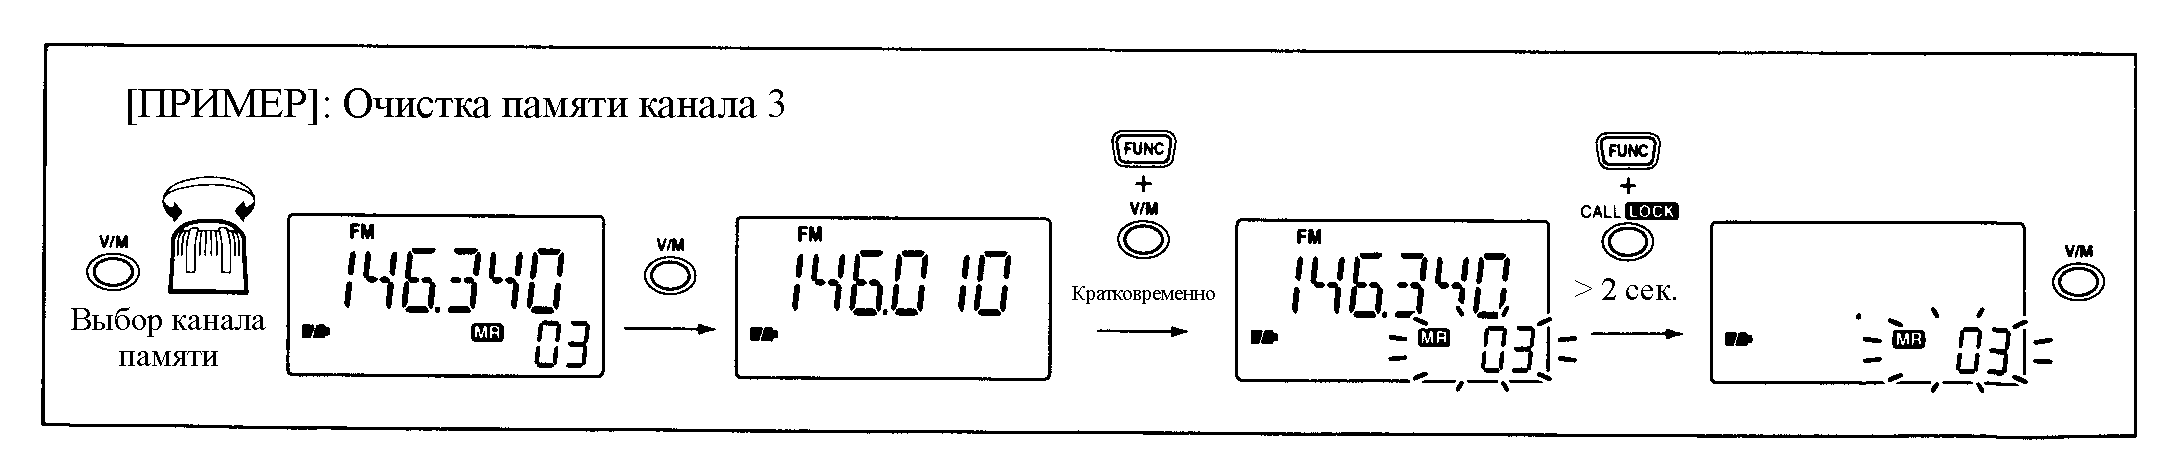 [ПРИМЕР]: Очистка памяти канала 3
V/M
Выбор канала
памяти
FM
146.340
MR 03
V/M
FM
146.010
FUNC
+
V/M
Кратковременно
FM
146.340
MR 03
FUNC
+
CALL LOCK
> 2 сек.
MR 03
V/M